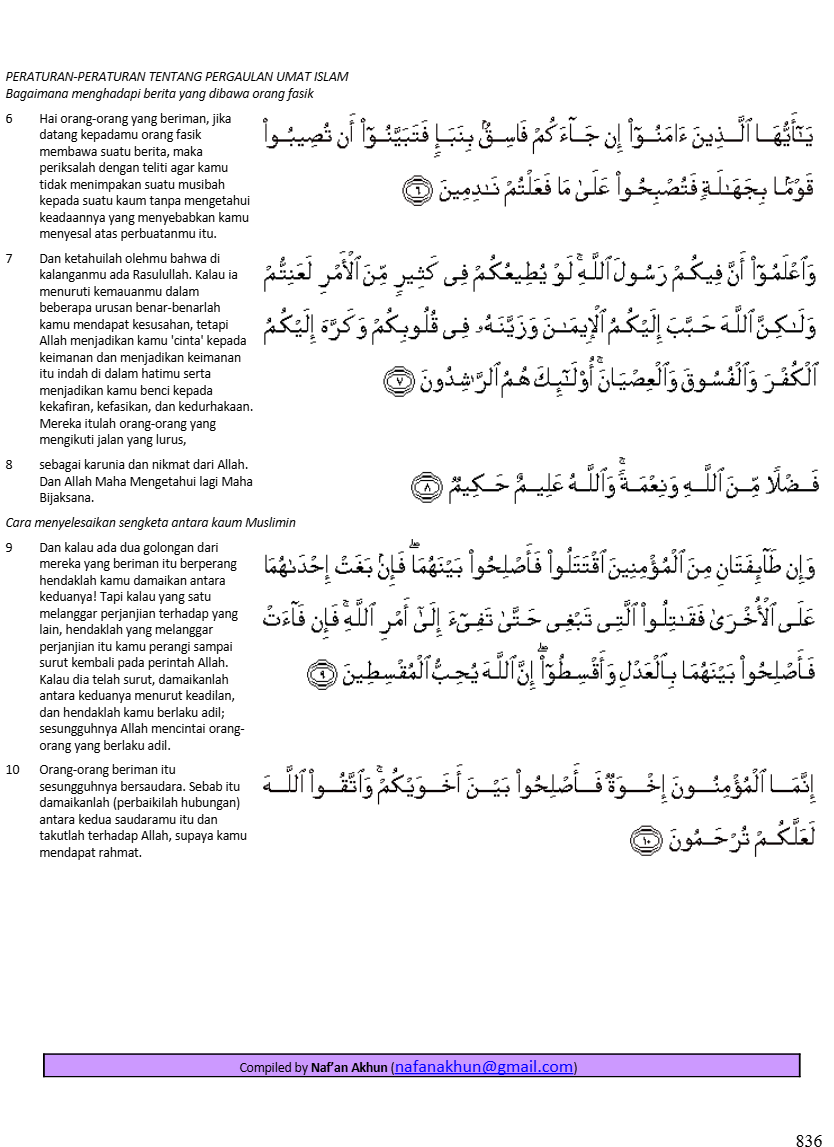 PERATURAN-PERATURAN TENTANG PERGAULAN UMAT ISLAM
Bagaimana menghadapi berita yang dibawa orang fasik
6 Hai orang-orang yang beriman, jika
datang kepadamu orang fasik
membawa suatu berita, maka
periksalah dengan teliti agar kamu
tidak menimpakan suatu musibah
kepada suatu kaum tanpa mengetahui
keadaannya yang menyebabkan kamu
menyesal atas perbuatanmu itu.
يَـٰٓأَيُّهَا ٱلَّذِينَ ءَامَنُوٓا۟ إِن جَآءَكُمْ فَاسِقٌۢ بِنَبَإٍۢ فَتَبَيَّنُوٓا۟ أَن تُصِيبُوا۟
قَوْمًۢا بِجَهَـٰلَةٍۢ فَتُصْبِحُوا۟ عَلَىٰ مَا فَعَلْتُمْ نَـٰدِمِينَ ٦
7 Dan ketahuilah olehmu bahwa di
kalanganmu ada Rasulullah. Kalau ia
menuruti kemauanmu dalam
beberapa urusan benar-benarlah
kamu mendapat kesusahan, tetapi
Allah menjadikan kamu 'cinta' kepada
keimanan dan menjadikan keimanan
itu indah di dalam hatimu serta
menjadikan kamu benci kepada
kekafiran, kefasikan, dan kedurhakaan.
Mereka itulah orang-orang yang
mengikuti jalan yang lurus,
وَٱعْلَمُوٓا۟ أَنَّ فِيكُمْ رَسُولَ ٱللَّهِ ۚ لَوْ يُطِيعُكُمْ فِى كَثِيرٍۢ مِّنَ ٱلْأَمْرِ لَعَنِتُّمْ
وَلَـٰكِنَّ ٱللَّهَ حَبَّبَ إِلَيْكُمُ ٱلْإِيمَـٰنَ وَزَيَّنَهُۥ فِى قُلُوبِكُمْ وَكَرَّهَ إِلَيْكُمُ
ٱلْكُفْرَ وَٱلْفُسُوقَ وَٱلْعِصْيَانَ ۚ أُو۟لَـٰٓئِكَ هُمُ ٱلرَّٰشِدُونَ ٧
8 sebagai karunia dan nikmat dari Allah.
Dan Allah Maha Mengetahui lagi Maha
Bijaksana.
فَضْلًۭا مِّنَ ٱللَّهِ وَنِعْمَةًۭ ۚ وَٱللَّهُ عَلِيمٌ حَكِيمٌۭ ٨
Cara menyelesaikan sengketa antara kaum Muslimin
9 Dan kalau ada dua golongan dari
mereka yang beriman itu berperang
hendaklah kamu damaikan antara
keduanya! Tapi kalau yang satu
melanggar perjanjian terhadap yang
lain, hendaklah yang melanggar
perjanjian itu kamu perangi sampai
surut kembali pada perintah Allah.
Kalau dia telah surut, damaikanlah
antara keduanya menurut keadilan,
dan hendaklah kamu berlaku adil;
sesungguhnya Allah mencintai orang-
orang yang berlaku adil.
وَإِن طَآئِفَتَانِ مِنَ ٱلْمُؤْمِنِينَ ٱقْتَتَلُوا۟ فَأَصْلِحُوا۟ بَيْنَهُمَا ۖ فَإِنۢ بَغَتْ إِحْدَىٰهُمَا
عَلَى ٱلْأُخْرَىٰ فَقَـٰتِلُوا۟ ٱلَّتِى تَبْغِى حَتَّىٰ تَفِىٓءَ إِلَىٰٓ أَمْرِ ٱللَّهِ ۚ فَإِن فَآءَتْ
فَأَصْلِحُوا۟ بَيْنَهُمَا بِٱلْعَدْلِ وَأَقْسِطُوٓا۟ ۖ إِنَّ ٱللَّهَ يُحِبُّ ٱلْمُقْسِطِينَ ٩
10 Orang-orang beriman itu
sesungguhnya bersaudara. Sebab itu
damaikanlah (perbaikilah hubungan)
antara kedua saudaramu itu dan
takutlah terhadap Allah, supaya kamu
mendapat rahmat.
إِنَّمَا ٱلْمُؤْمِنُونَ إِخْوَةٌۭ فَأَصْلِحُوا۟ بَيْنَ أَخَوَيْكُمْ ۚ وَٱتَّقُوا۟ ٱللَّهَ
لَعَلَّكُمْ تُرْحَمُونَ ١٠
Compiled by Naf’an Akhun (nafanakhun@gmail.com)
836